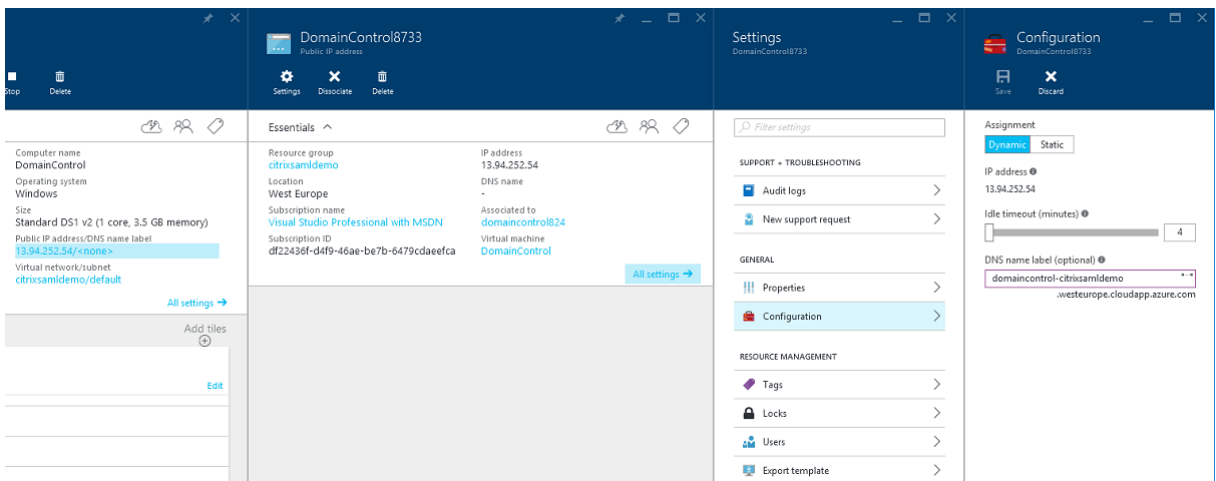 Stop
Delete
Computer name
DomainControl
Operating system
Windows
Size
Standard DS1 v2 (1 core, 3.5 GB memory)
Public IP address/DNS name label
13.94.252.54/<none>
Virtual network/subnet
citrixsamldemo/default
All settings →
Add tiles
Edit
DomainControl8733
Public IP address
Settings
Dissociate
Delete
Essentials
Resource group
citrixsamldemo
Location
West Europe
Subscription name
Visual Studio Professional with MSDN
Subscription ID
df22436f-d4f9-46ae-be7b-6479cdaeefca
IP address
13.94.252.54
DNS name
-
Associated to
domaincontrol824
Virtual machine
DomainControl
All settings →
Settings
DomainControl8733
Filter settings
SUPPORT + TROUBLESHOOTING
Audit logs
New support request
GENERAL
Properties
Configuration
RESOURCE MANAGEMENT
Tags
Locks
Users
Export template
Configuration
DomainControl8733
Save
Discard
Assignment
Dynamic
Static
IP address
13.94.252.54
Idle timeout (minutes)
4
DNS name label (optional)
domaincontrol-citrixsamldemo
.westeurope.cloudapp.azure.com